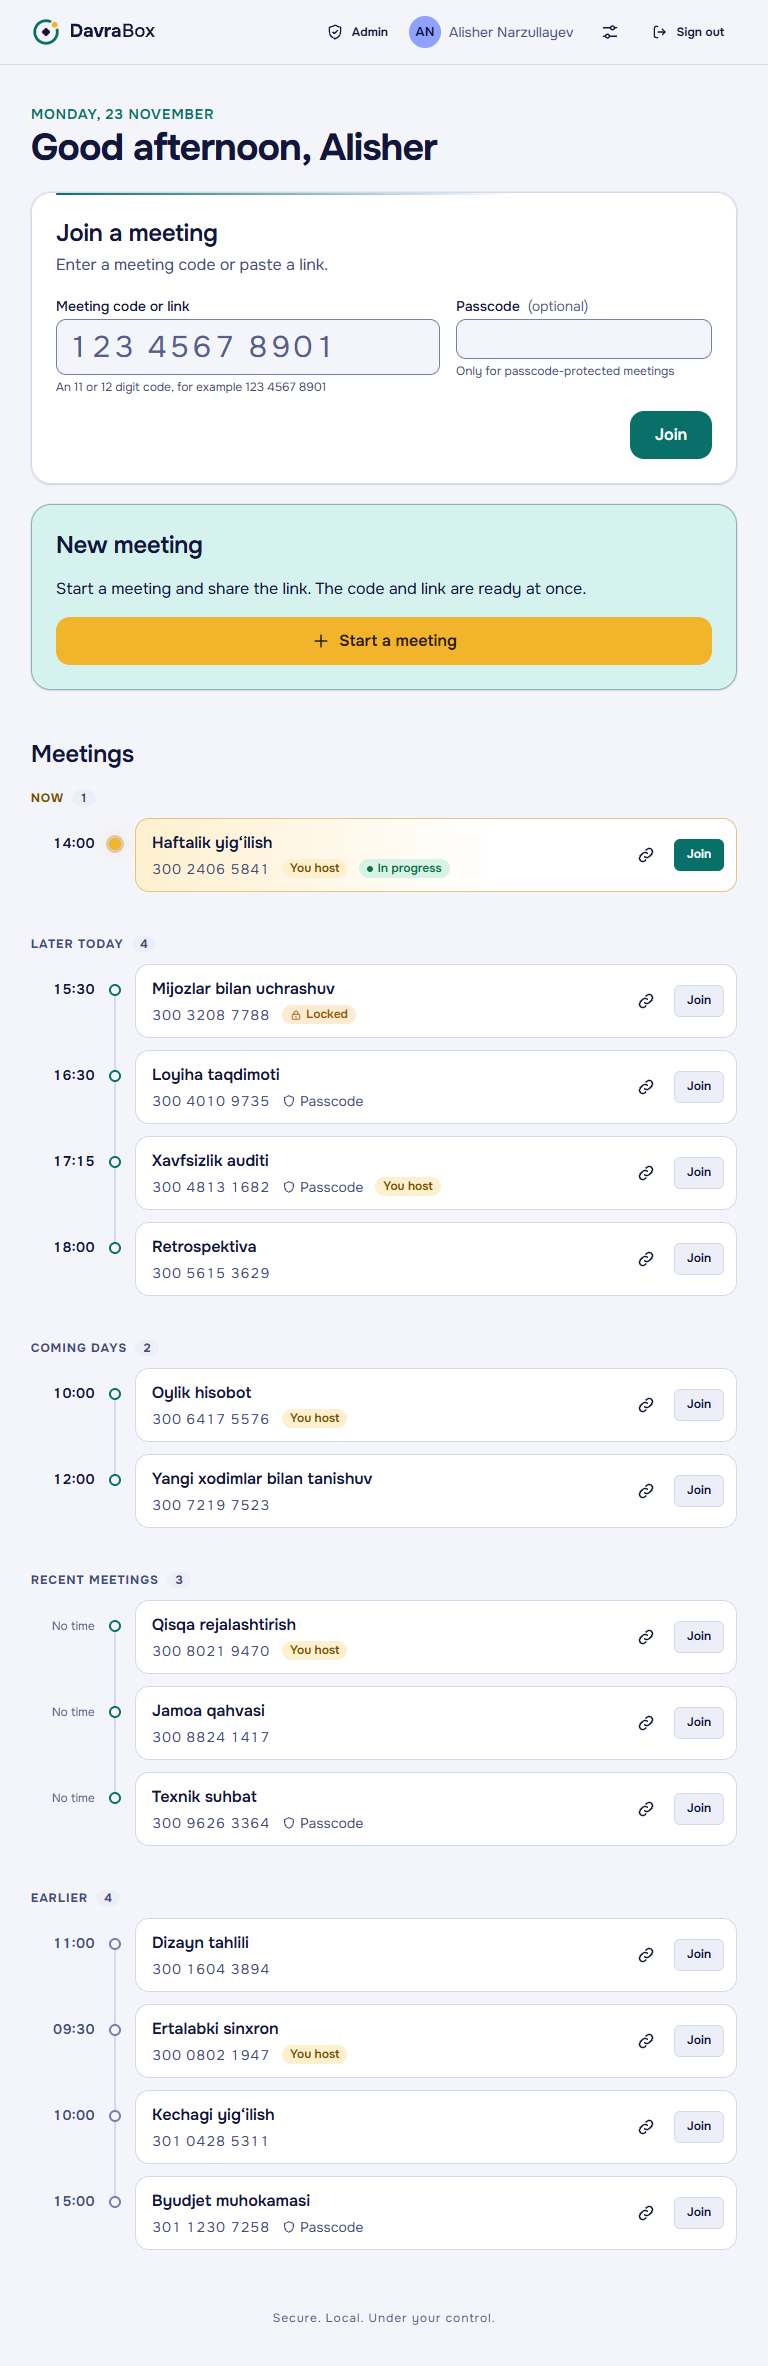 DavraBox
Admin
AN
Alisher Narzullayev
Sign out
MONDAY, 23 NOVEMBER
Good afternoon, Alisher
Join a meeting
Enter a meeting code or paste a link.
Meeting code or link
Passcode (optional)
123 4567 8901
Only for passcode-protected meetings
An 11 or 12 digit code, for example 123 4567 8901
Join
New meeting
Start a meeting and share the link. The code and link are ready at once.
Start a meeting
Meetings
NOW 1
14:00
Haftalik yig‘ilish
300 2406 5841 You host In progress
Join
LATER TODAY 4
15:30
Mijozlar bilan uchrashuv
300 3208 7788 Locked
Join
16:30
Loyiha taqdimoti
300 4010 9735 Passcode
Join
17:15
Xavfsizlik auditi
300 4813 1682 Passcode You host
Join
18:00
Retrospektiva
300 5615 3629
Join
COMING DAYS 2
10:00
Oylik hisobot
300 6417 5576 You host
Join
12:00
Yangi xodimlar bilan tanishuv
300 7219 7523
Join
RECENT MEETINGS 3
No time
Qisqa rejalashtirish
300 8021 9470 You host
Join
No time
Jamoa qahvasi
300 8824 1417
Join
No time
Texnik suhbat
300 9626 3364 Passcode
Join
EARLIER 4
11:00
Dizayn tahlili
300 1604 3894
Join
09:30
Ertalabki sinxron
300 0802 1947 You host
Join
10:00
Kechagi yig‘ilish
301 0428 5311
Join
15:00
Byudjet muhokamasi
301 1230 7258 Passcode
Join
Secure. Local. Under your control.